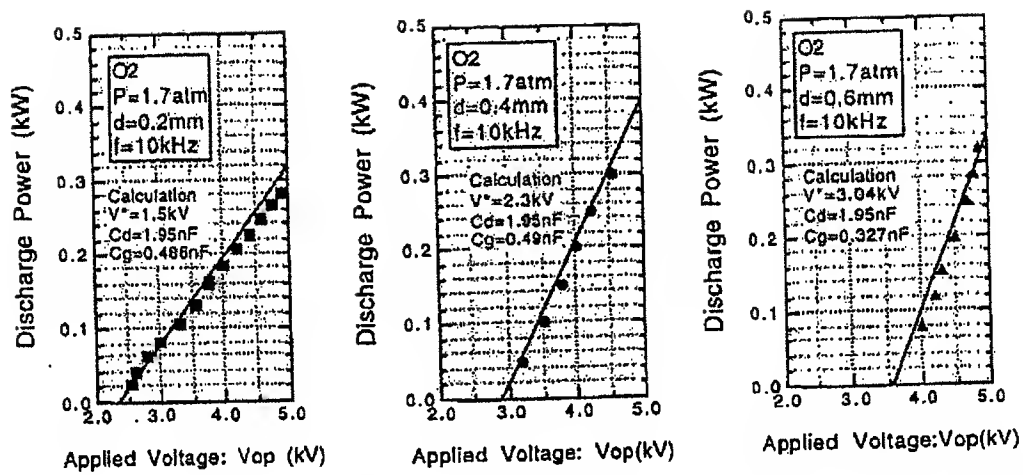 0.5
0.4
0.3
0.2
0.1
0.0
Discharge Power (kW)
O2
P=1.7atm
d=0.2mm
f=10kHz
Calculation
V*=1.5kV
Cd=1.95nF
Cg=0.486nF
2.0 3.0 4.0 5.0
Applied Voltage: Vop (kV)
0.5
0.4
0.3
0.2
0.1
0.0
Discharge Power (kW)
O2
P=1.7atm
d=0.4mm
f=10kHz
Calculation
V*=2.3kV
Cd=1.95nF
Cg=0.49nF
2.0 3.0 4.0 5.0
Applied Voltage: Vop(kV)
0.5
0.4
0.3
0.2
0.1
0.0
Discharge Power (kW)
O2
P=1.7atm
d=0.6mm
f=10kHz
Calculation
V*=3.04kV
Cd=1.95nF
Cg=0.327nF
2.0 3.0 4.0 5.0
Applied Voltage:Vop(kV)